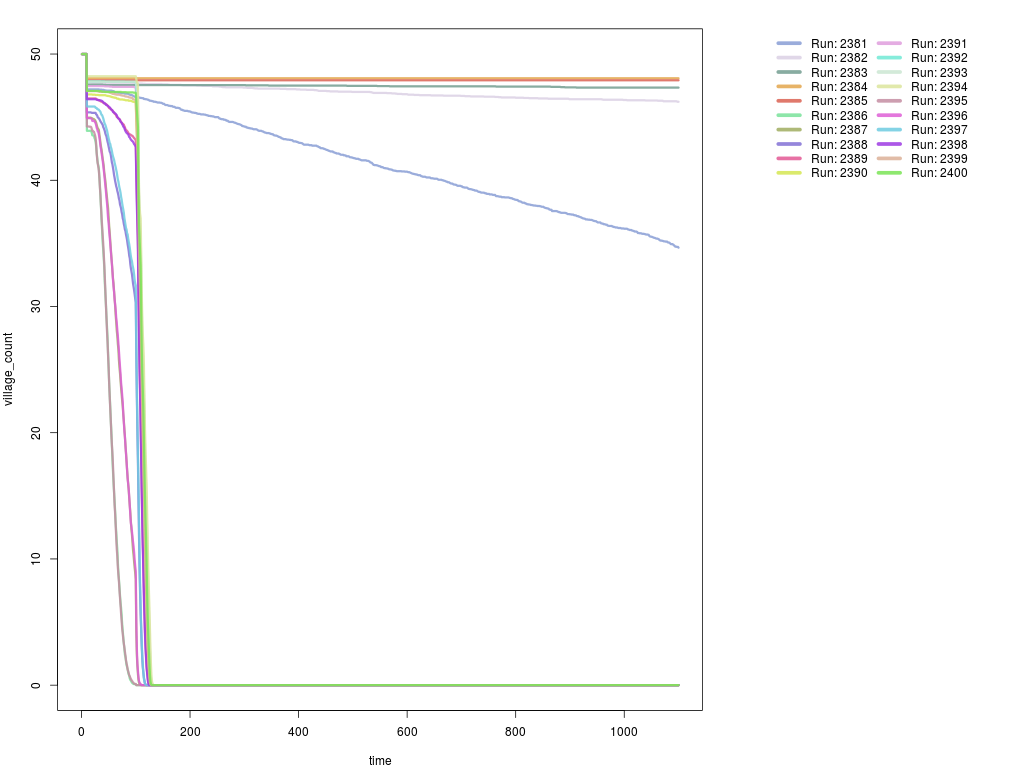 50
40
30
20
10
0
village_count
0 200 400 600 800 1000
time
Run: 2381 Run: 2391
Run: 2382 Run: 2392
Run: 2383 Run: 2393
Run: 2384 Run: 2394
Run: 2385 Run: 2395
Run: 2386 Run: 2396
Run: 2387 Run: 2397
Run: 2388 Run: 2398
Run: 2389 Run: 2399
Run: 2390 Run: 2400